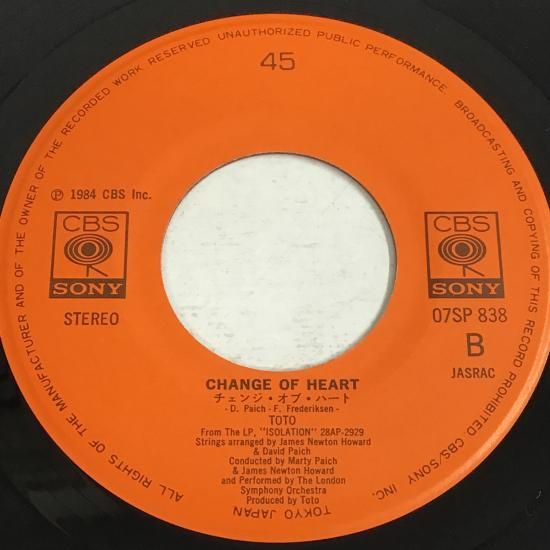 ALL RIGHTS OF THE MANUFACTURER AND OF THE OWNER OF THE RECORDED WORK RESERVED UNAUTHORIZED PUBLIC PERFORMANCE, BROADCASTING AND COPYING OF THIS RECORD PROHIBITED CBS/SONY INC.
TOKYO JAPAN
45
℗ 1984 CBS Inc.
CBS
SONY
STEREO
CBS
SONY
07SP 838
B
JASRAC
CHANGE OF HEART
チェンジ・オブ・ハート
- D. Paich - F. Frederiksen -
TOTO
From The LP, "ISOLATION" 28AP-2929
Strings arranged by James Newton Howard
& David Paich
Conducted by Marty Paich
& James Newton Howard
and Performed by The London
Symphony Orchestra
Produced by Toto